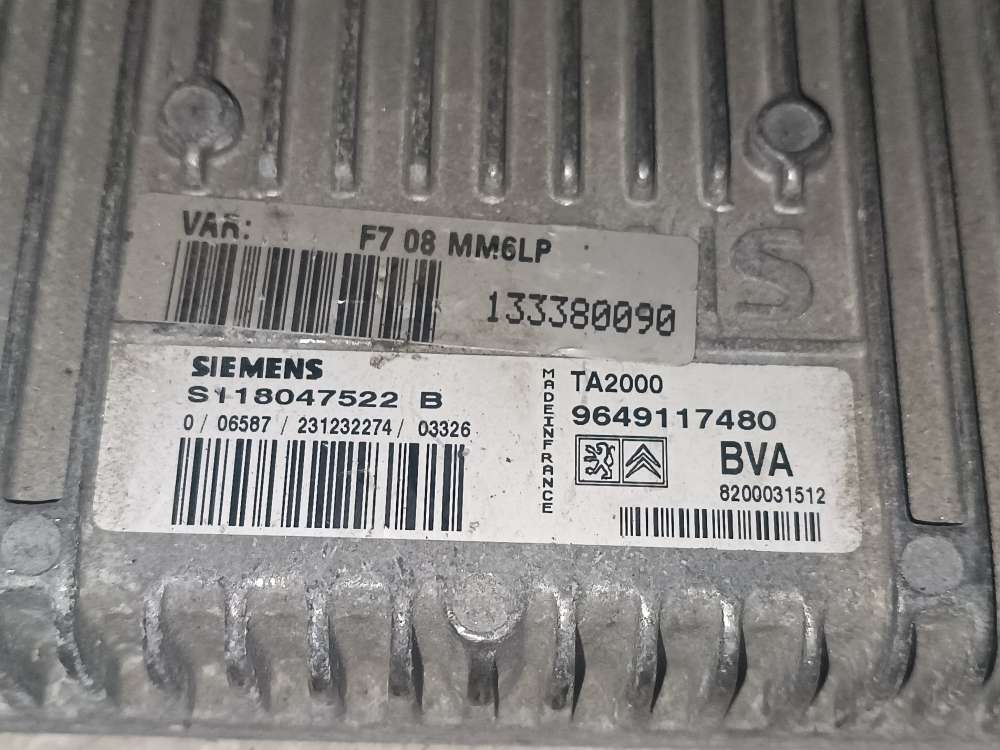 VAR: F7 08 MM6LP
133380090
SIEMENS
S118047522 B
0/ 06587/ 231232274/ 03326
MADEINFRANCE
TA2000
9649117480
BVA
8200031512